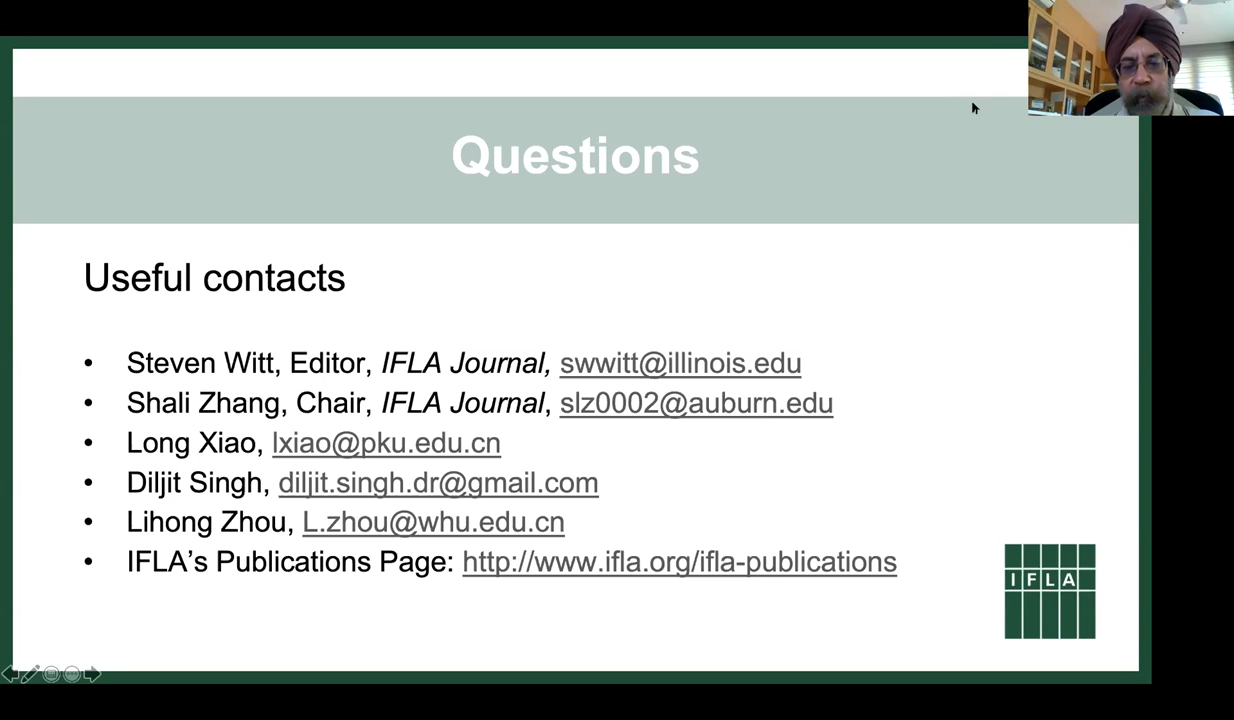 Questions
Useful contacts
• Steven Witt, Editor, IFLA Journal, swwitt@illinois.edu
• Shali Zhang, Chair, IFLA Journal, slz0002@auburn.edu
• Long Xiao, lxiao@pku.edu.cn
• Diljit Singh, diljit.singh.dr@gmail.com
• Lihong Zhou, L.zhou@whu.edu.cn
• IFLA’s Publications Page: http://www.ifla.org/ifla-publications
IFLA